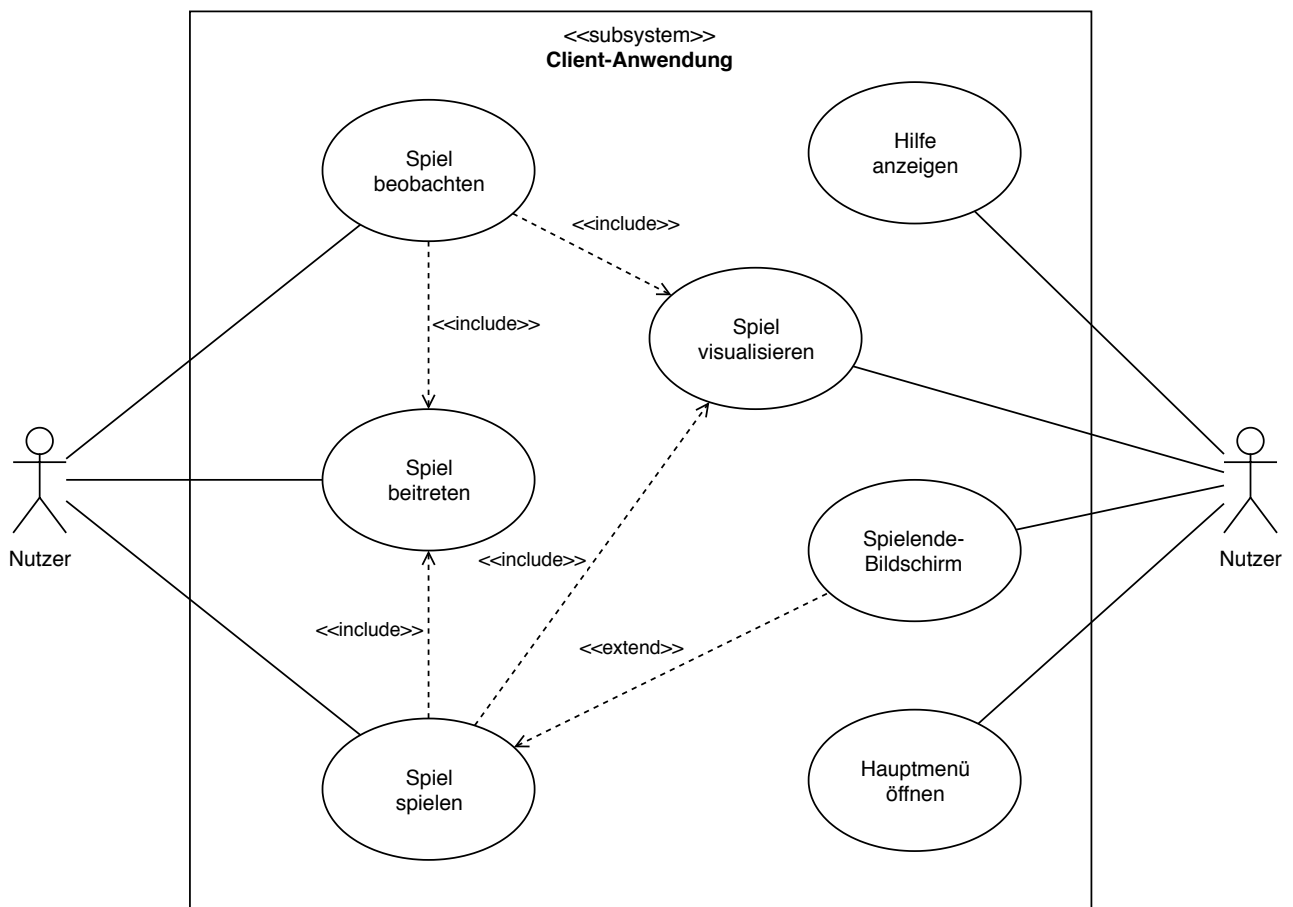 <<subsystem>>
Client-Anwendung
Spiel
beobachten
Hilfe
anzeigen
<<include>>
<<include>>
Spiel
visualisieren
Nutzer
Spiel
beitreten
<<include>>
<<include>>
Spielende-
Bildschirm
Nutzer
<<extend>>
Spiel
spielen
Hauptmenü
öffnen